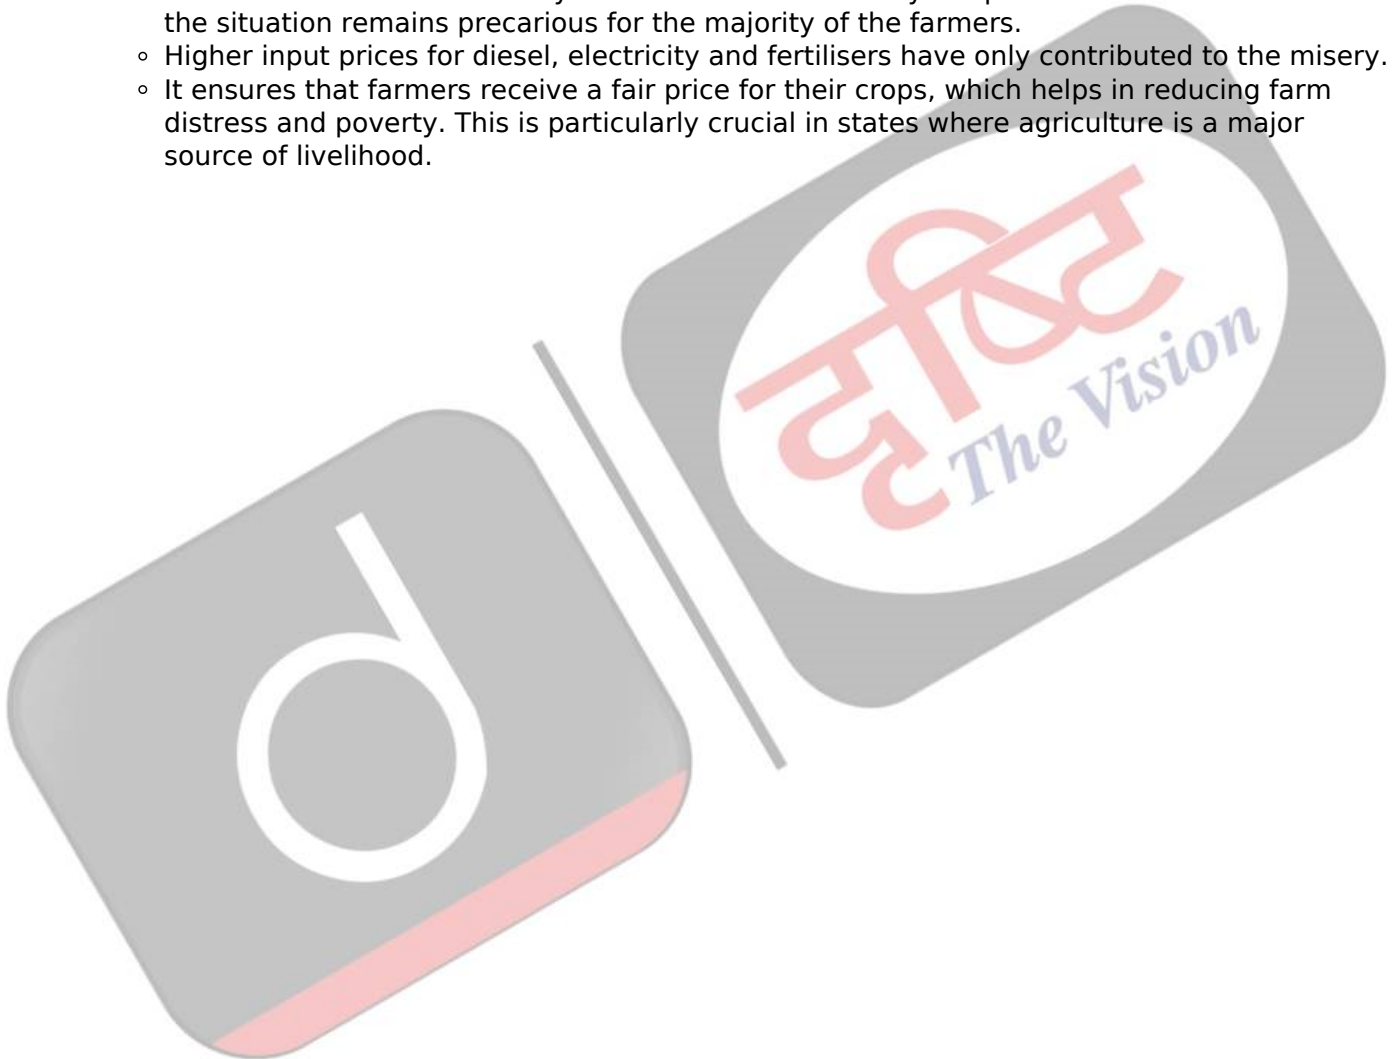 the situation remains precarious for the majority of the farmers.
Higher input prices for diesel, electricity and fertilisers have only contributed to the misery.
It ensures that farmers receive a fair price for their crops, which helps in reducing farm
distress and poverty. This is particularly crucial in states where agriculture is a major
source of livelihood.
दृष्टि
The Vision
d